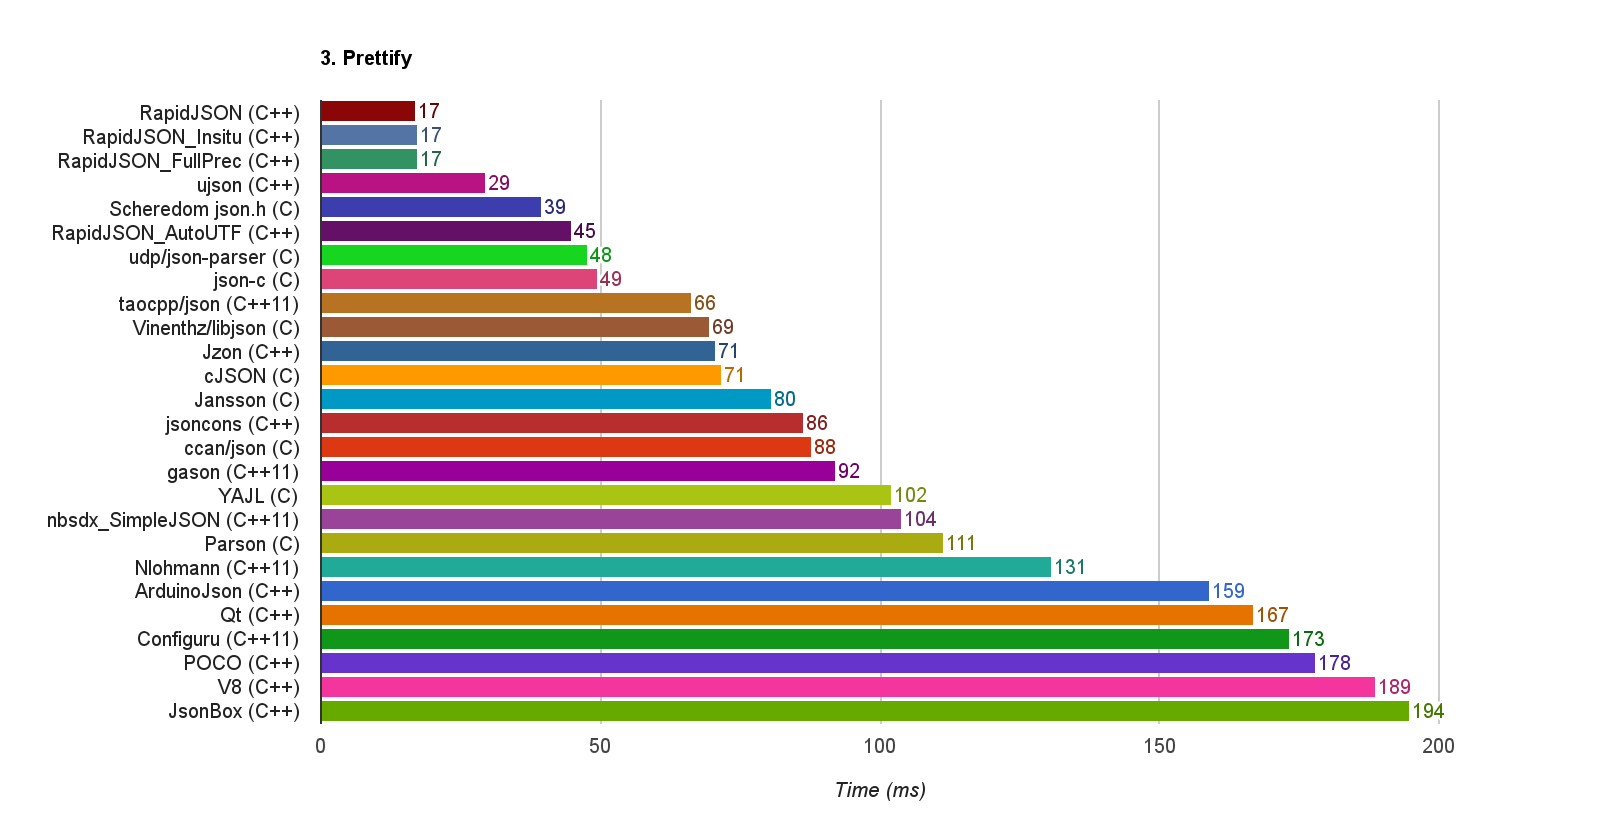 3. Prettify
RapidJSON (C++) 17
RapidJSON_Insitu (C++) 17
RapidJSON_FullPrec (C++) 17
ujson (C++) 29
Scheredom json.h (C) 39
RapidJSON_AutoUTF (C++) 45
udp/json-parser (C) 48
json-c (C) 49
taocpp/json (C++11) 66
Vinenthz/libjson (C) 69
Jzon (C++) 71
cJSON (C) 71
Jansson (C) 80
jsoncons (C++) 86
ccan/json (C) 88
gason (C++11) 92
YAJL (C) 102
nbsdx_SimpleJSON (C++11) 104
Parson (C) 111
Nlohmann (C++11) 131
ArduinoJson (C++) 159
Qt (C++) 167
Configuru (C++11) 173
POCO (C++) 178
V8 (C++) 189
JsonBox (C++) 194
0 50 100 150 200
Time (ms)